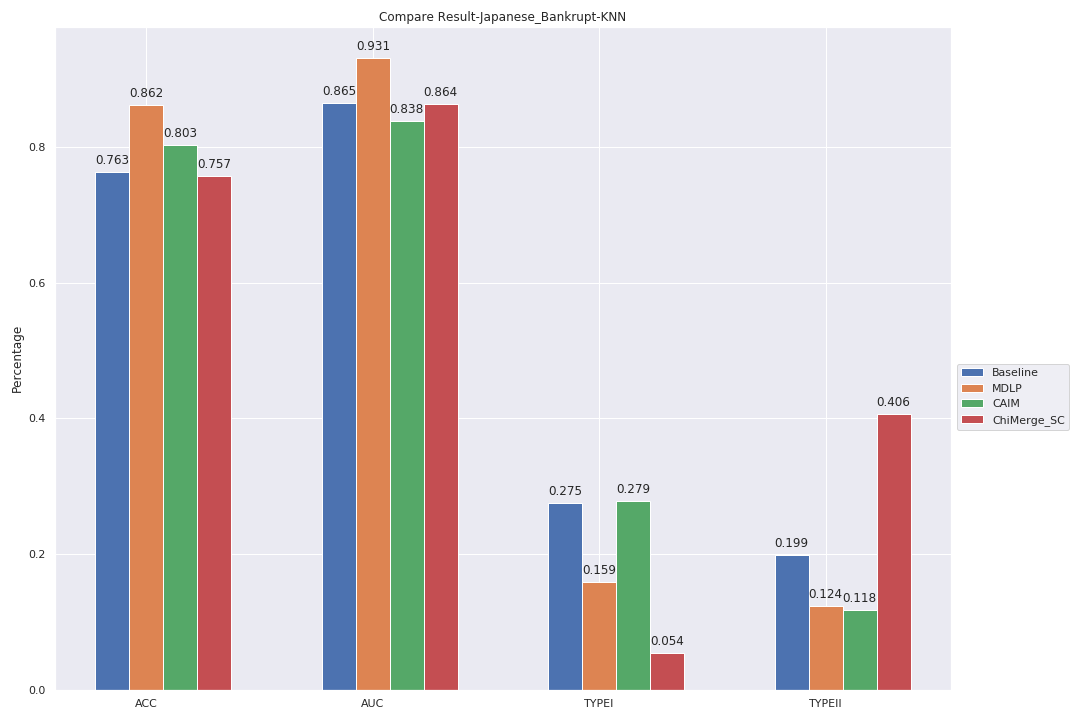 Compare Result-Japanese_Bankrupt-KNN
Percentage
0.8
0.6
0.4
0.2
0.0
0.763
0.862
0.803
0.757
0.865
0.931
0.838
0.864
0.275
0.159
0.279
0.054
0.199
0.124
0.118
0.406
ACC
AUC
TYPEI
TYPEII
Baseline
MDLP
CAIM
ChiMerge_SC